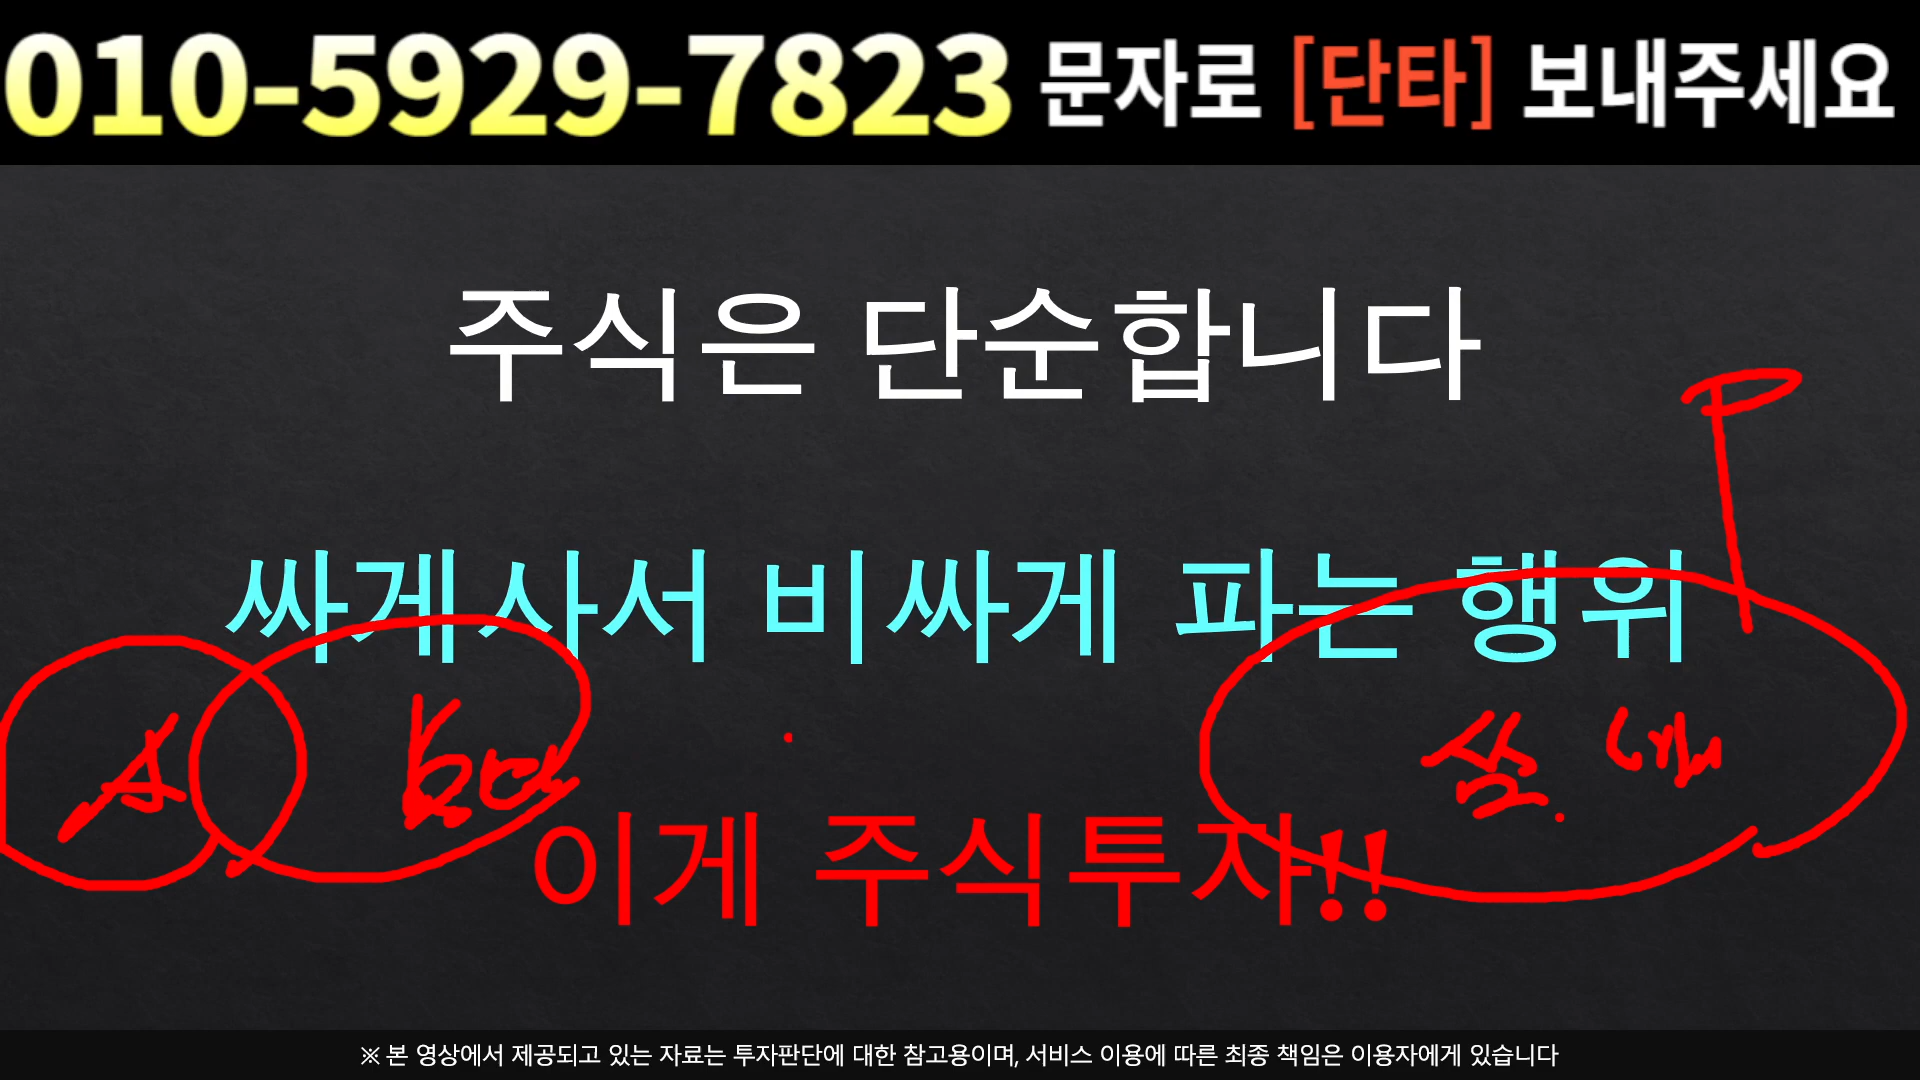 010-5929-7823 문자로 [단타] 보내주세요
주식은 단순합니다
싸게사서 비싸게 파는 행위
이게 주식투자!!
※ 본 영상에서 제공되고 있는 자료는 투자판단에 대한 참고용이며, 서비스 이용에 따른 최종 책임은 이용자에게 있습니다